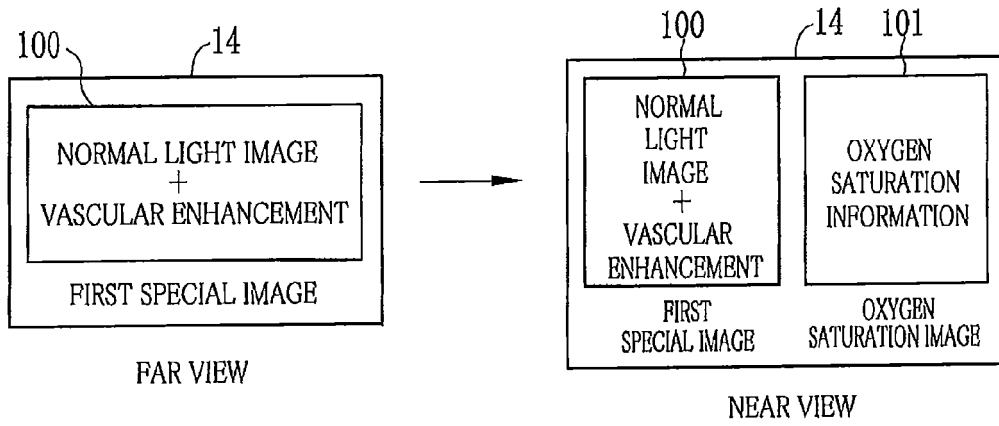 100
14
NORMAL LIGHT IMAGE
+
VASCULAR ENHANCEMENT
FIRST SPECIAL IMAGE
FAR VIEW
100
14
101
NORMAL
LIGHT
IMAGE
+
VASCULAR
ENHANCEMENT
FIRST
SPECIAL IMAGE
OXYGEN
SATURATION
INFORMATION
OXYGEN
SATURATION IMAGE
NEAR VIEW